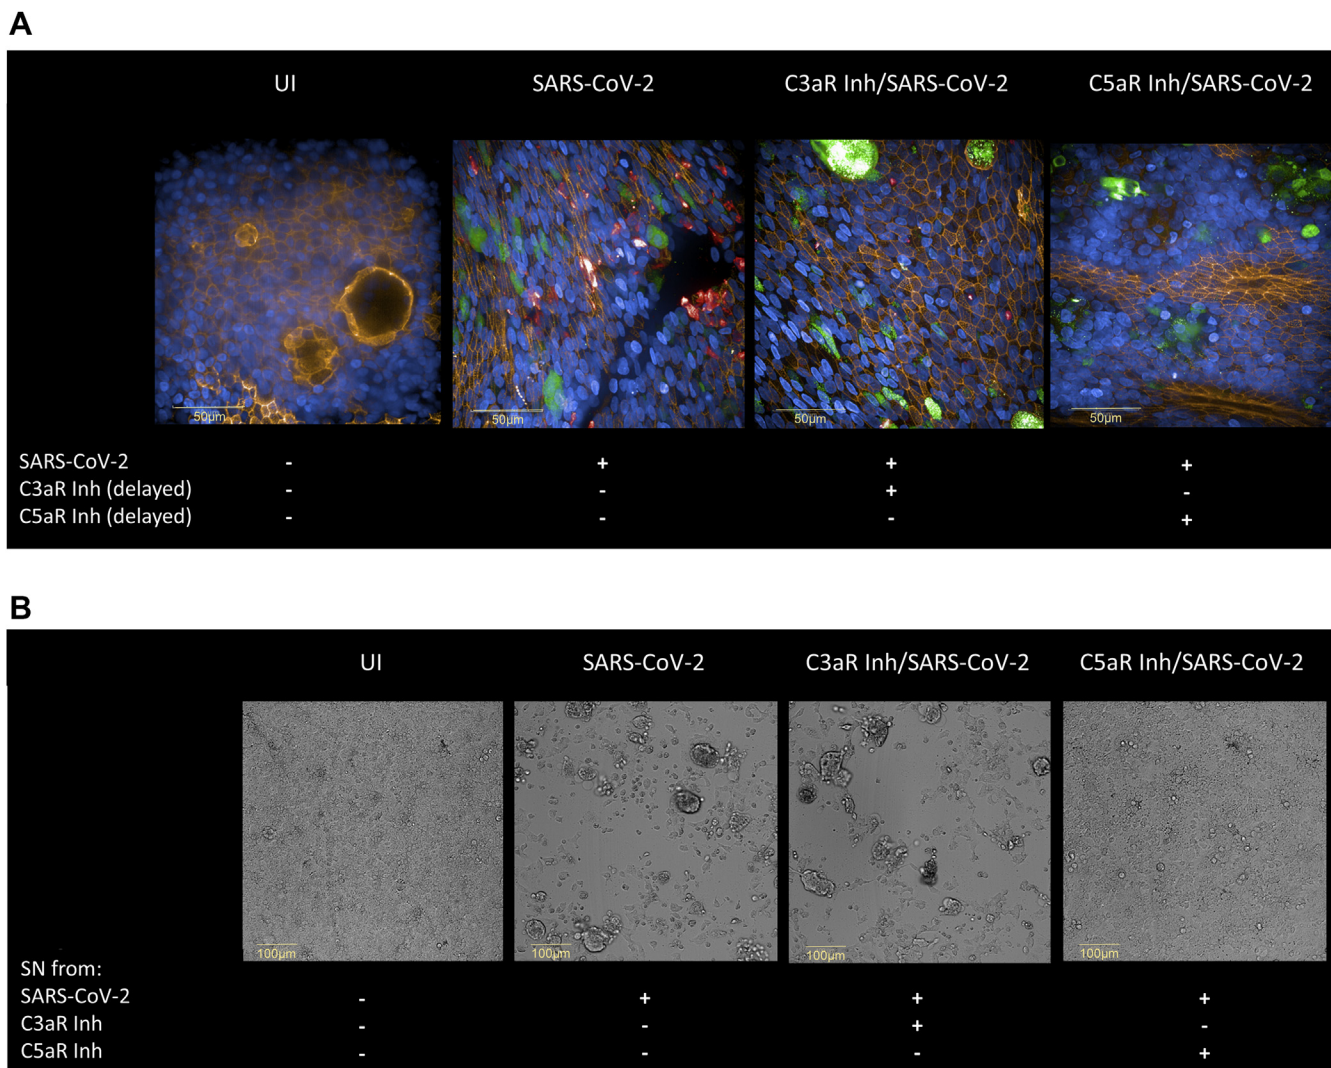 A
UI SARS-CoV-2 C3aR Inh/SARS-CoV-2 C5aR Inh/SARS-CoV-2
50µm 50µm 50µm 50µm
SARS-CoV-2 - + + +
C3aR Inh (delayed) - - + -
C5aR Inh (delayed) - - - +
B
UI SARS-CoV-2 C3aR Inh/SARS-CoV-2 C5aR Inh/SARS-CoV-2
100µm 100µm 100µm 100µm
SN from:
SARS-CoV-2 - + + +
C3aR Inh - - + -
C5aR Inh - - - +